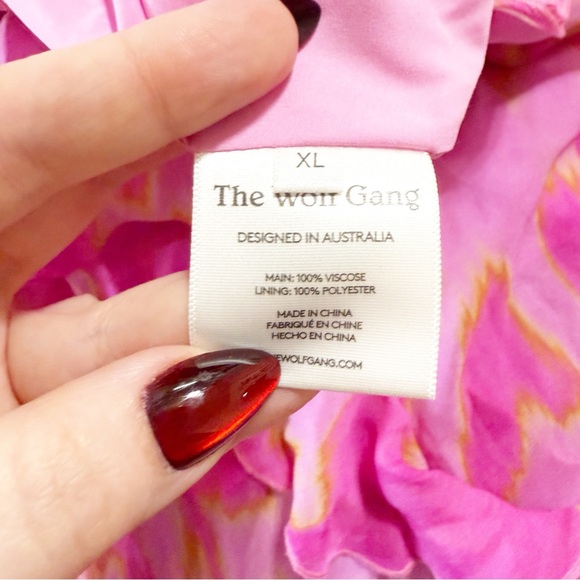 XL
The Wolf Gang
DESIGNED IN AUSTRALIA
MAIN: 100% VISCOSE
LINING: 100% POLYESTER
MADE IN CHINA
FABRIQUÉ EN CHINE
HECHO EN CHINA
EWOLFGANG.COM